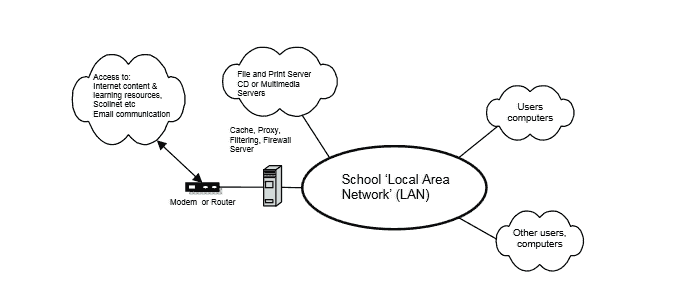 Access to:
Internet content &
learning resources,
Scolinet etc
Email communication
File and Print Server
CD or Multimedia
Servers
Cache, Proxy,
Filtering, Firewall
Server
Modem or Router
School ‘Local Area
Network’ (LAN)
Users
computers
Other users,
computers